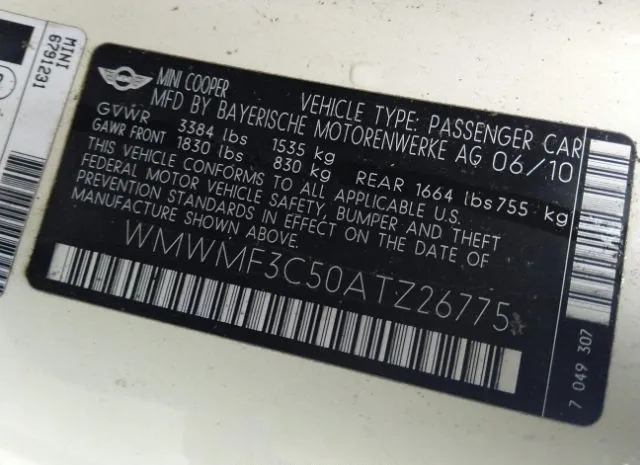 MINI
6791231
MINI COOPER
VEHICLE TYPE: PASSENGER CAR
MFD BY BAYERISCHE MOTORENWERKE AG 06/10
GVWR 3384 lbs 1535 kg
GAWR FRONT 1830 lbs 830 kg REAR 1664 lbs 755 kg
THIS VEHICLE CONFORMS TO ALL APPLICABLE U.S.
FEDERAL MOTOR VEHICLE SAFETY, BUMPER AND THEFT
PREVENTION STANDARDS IN EFFECT ON THE DATE OF
MANUFACTURE SHOWN ABOVE.
WMWMF3C50ATZ26775
7 049 307